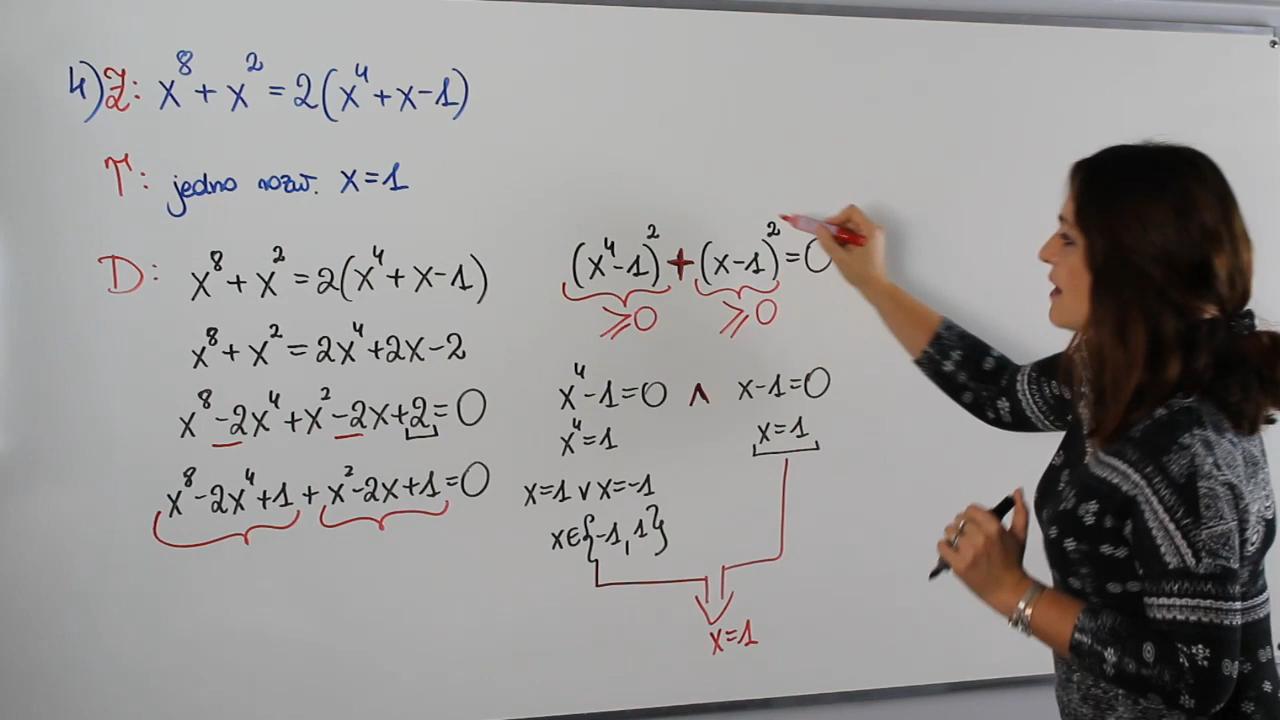 4) Z: x⁸ + x² = 2(x⁴ + x - 1)
T: jedno rozw. x = 1
D: x⁸ + x² = 2(x⁴ + x - 1)
x⁸ + x² = 2x⁴ + 2x - 2
x⁸ - 2x⁴ + x² - 2x + 2 = 0
x⁸ - 2x⁴ + 1 + x² - 2x + 1 = 0
(x⁴ - 1)² + (x - 1)² = 0
⩾0 ⩾0
x⁴ - 1 = 0 ∧ x - 1 = 0
x⁴ = 1 x = 1
x = 1 ∨ x = -1
x ∈ {-1, 1}
x = 1